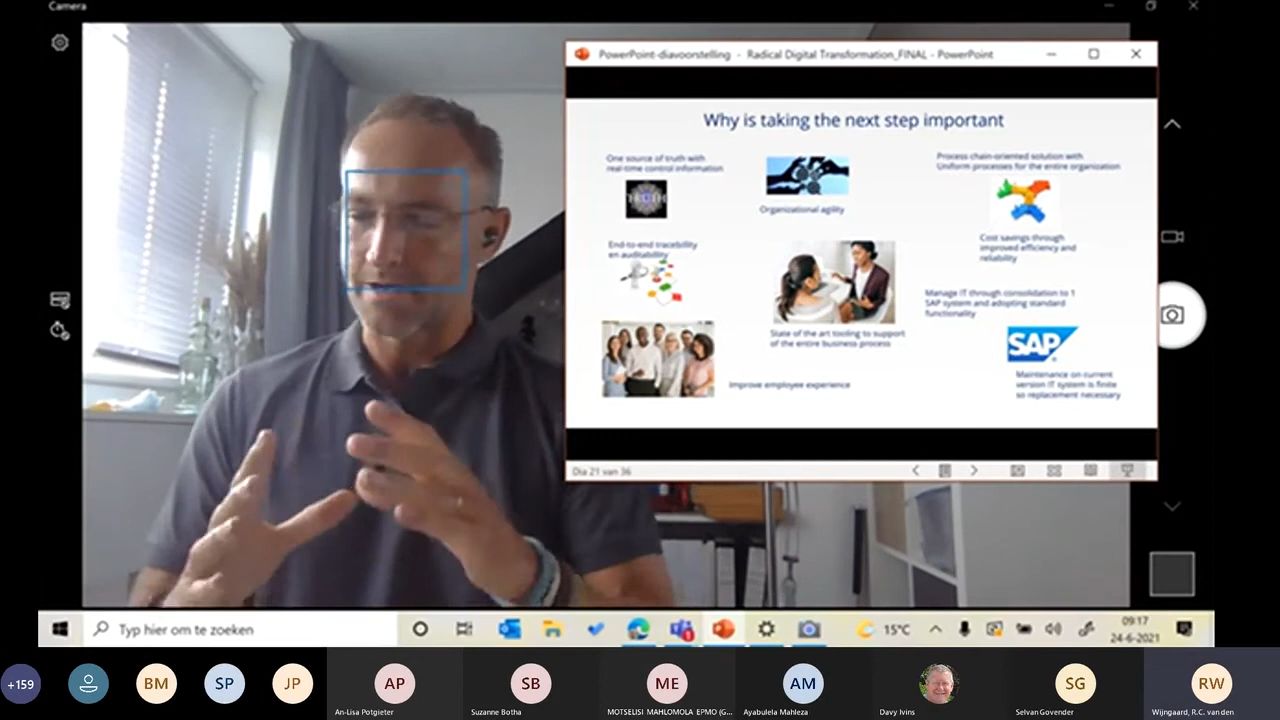 Camera
PowerPoint-diavoorstelling - Radical Digital Transformation_FINAL - PowerPoint
Why is taking the next step important
One source of truth with
real-time control information
TRUTH
Organizational agility
Process chain-oriented solution with
Uniform processes for the entire organization
Cost savings through
improved efficiency and
reliability
End-to-end tracebility
en auditability
State of the art tooling to support
of the entire business process
Manage IT through consolidation to 1
SAP system and adopting standard
functionality
SAP
Improve employee experience
Maintenance on current
version IT system is finite
so replacement necessary
Dia 21 van 36
Typ hier om te zoeken
15°C
09:17
24-6-2021
+159
BM
SP
JP
AP
An-Lisa Potgieter
SB
Suzanne Botha
ME
MOTSELISI MAHLOMOLA EPMO (G...
AM
Ayabulela Mahleza
Davy Ivins
SG
Selvan Govender
RW
Wijngaard, R.C. van den